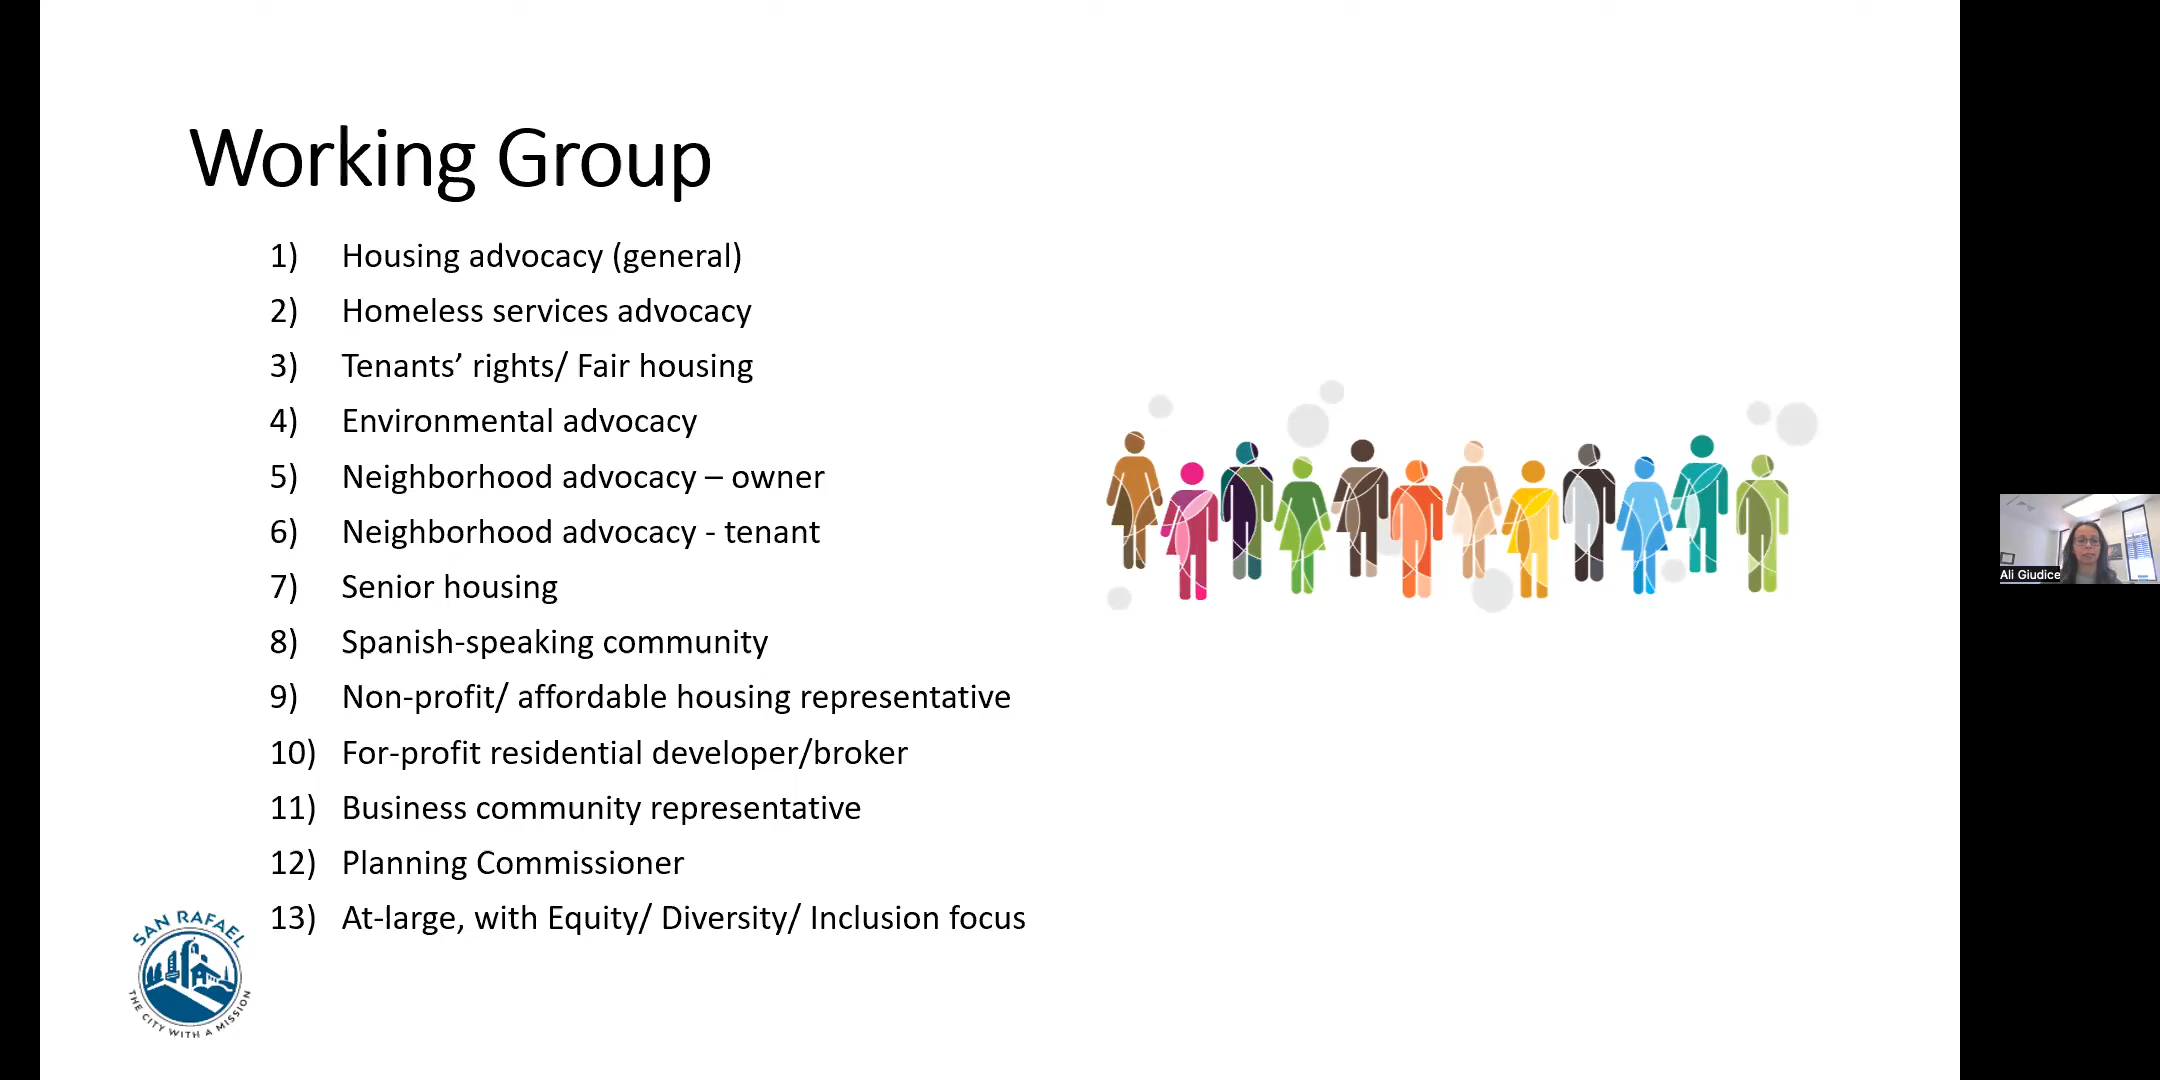 Working Group
1) Housing advocacy (general)
2) Homeless services advocacy
3) Tenants’ rights/ Fair housing
4) Environmental advocacy
5) Neighborhood advocacy – owner
6) Neighborhood advocacy - tenant
7) Senior housing
8) Spanish-speaking community
9) Non-profit/ affordable housing representative
10) For-profit residential developer/broker
11) Business community representative
12) Planning Commissioner
13) At-large, with Equity/ Diversity/ Inclusion focus
SAN RAFAEL
THE CITY WITH A MISSION
Ali Giudice